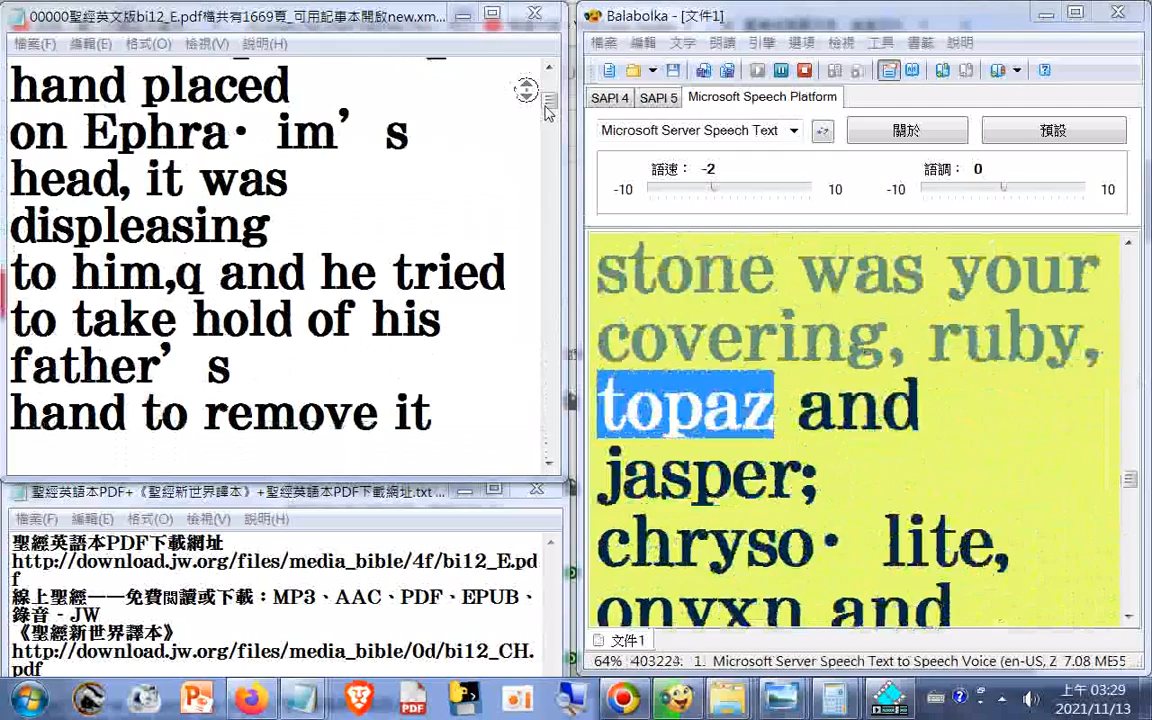 00000聖經英文版bi12_E.pdf檔共有1669頁_可用記事本開啟new.xm...
檔案(F) 編輯(E) 格式(O) 檢視(V) 說明(H)
hand placed
on Ephra· im’ s
head, it was
displeasing
to him,q and he tried
to take hold of his
father’ s
hand to remove it
聖經英語本PDF+《聖經新世界譯本》+聖經英語本PDF下載網址.txt ...
檔案(F) 編輯(E) 格式(O) 檢視(V) 說明(H)
聖經英語本PDF下載網址
http://download.jw.org/files/media_bible/4f/bi12_E.pd
f
線上聖經——免費閱讀或下載：MP3、AAC、PDF、EPUB、
錄音 - JW
《聖經新世界譯本》
http://download.jw.org/files/media_bible/0d/bi12_CH.
pdf
Balabolka - [文件1]
檔案 編輯 文字 朗讀 引擎 選項 檢視 工具 書籤 說明
SAPI 4 SAPI 5 Microsoft Speech Platform
Microsoft Server Speech Text 關於 預設
語速： -2 語調： 0
-10 10 -10 10
stone was your
covering, ruby,
topaz and
jasper;
chryso· lite,
onyxn and
文件1
64% 403224: 1. Microsoft Server Speech Text to Speech Voice (en-US, Z 7.08 ME55
上午 03:29
2021/11/13